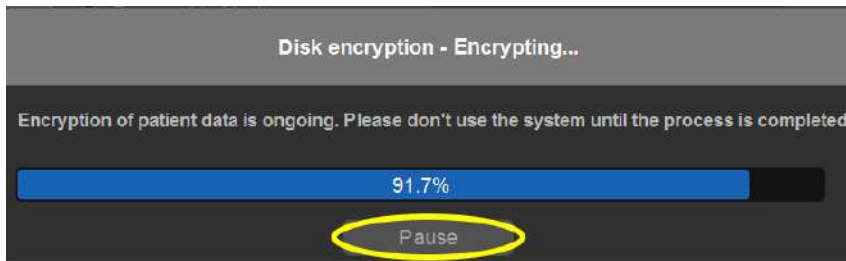 Disk encryption - Encrypting...
Encryption of patient data is ongoing. Please don't use the system until the process is completed
91.7%
Pause